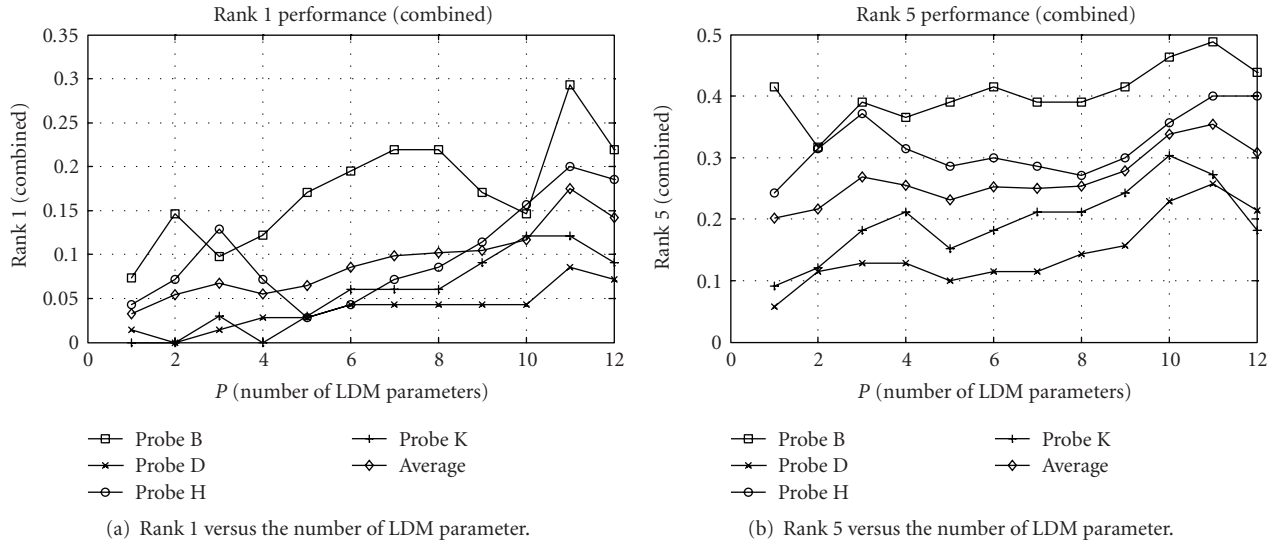 Rank 1 performance (combined)
0.35
0.3
0.25
0.2
0.15
0.1
0.05
0
Rank 1 (combined)
0 2 4 6 8 10 12
P (number of LDM parameters)
Probe B
Probe D
Probe H
Probe K
Average
(a) Rank 1 versus the number of LDM parameter.
Rank 5 performance (combined)
0.5
0.4
0.3
0.2
0.1
0
Rank 5 (combined)
0 2 4 6 8 10 12
P (number of LDM parameters)
Probe B
Probe D
Probe H
Probe K
Average
(b) Rank 5 versus the number of LDM parameter.